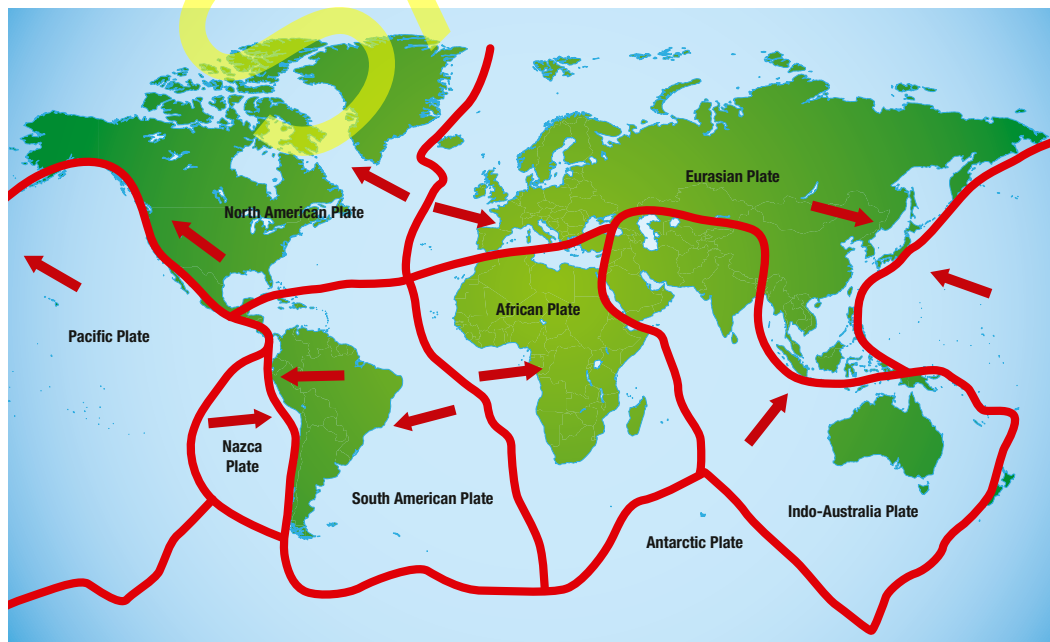 Eurasian Plate
North American Plate
African Plate
Pacific Plate
Nazca
Plate
South American Plate
Indo-Australia Plate
Antarctic Plate